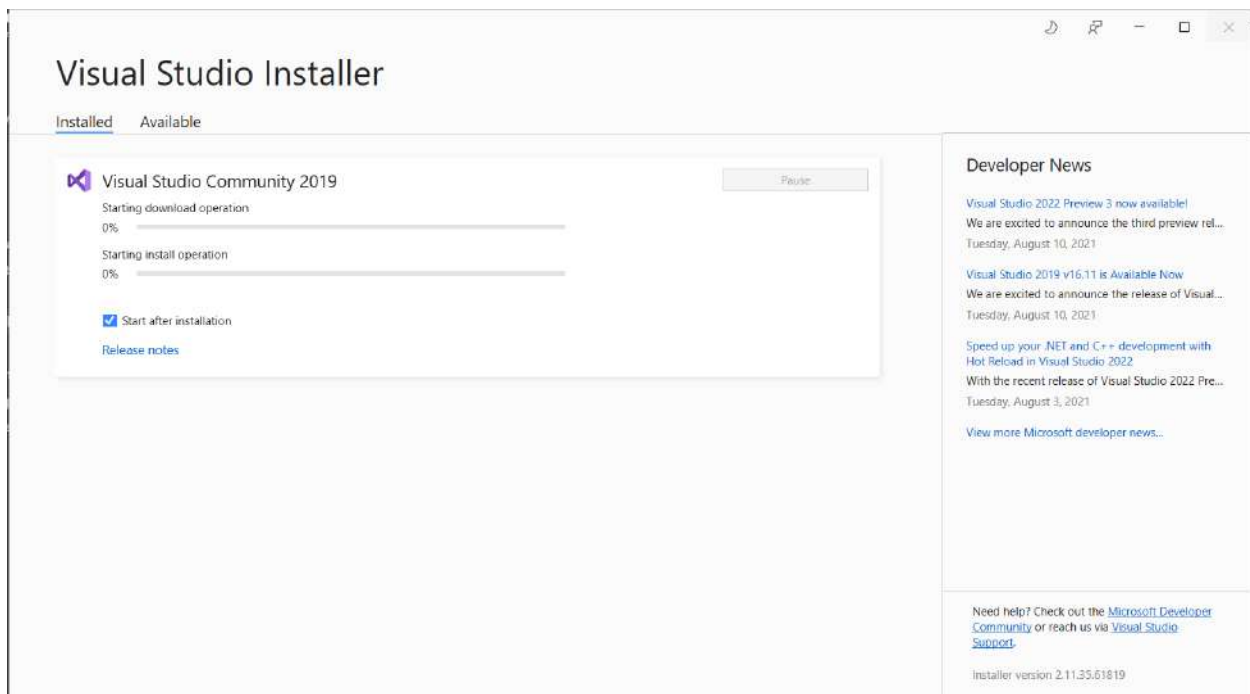 Visual Studio Installer
Installed
Available
Visual Studio Community 2019
Pause
Starting download operation
0%
Starting install operation
0%
Start after installation
Release notes
Developer News
Visual Studio 2022 Preview 3 now available!
We are excited to announce the third preview rel...
Tuesday, August 10, 2021
Visual Studio 2019 v16.11 is Available Now
We are excited to announce the release of Visual...
Tuesday, August 10, 2021
Speed up your .NET and C++ development with
Hot Reload in Visual Studio 2022
With the recent release of Visual Studio 2022 Pre...
Tuesday, August 3, 2021
View more Microsoft developer news...
Need help? Check out the Microsoft Developer
Community or reach us via Visual Studio
Support.
Installer version 2.11.35.61819